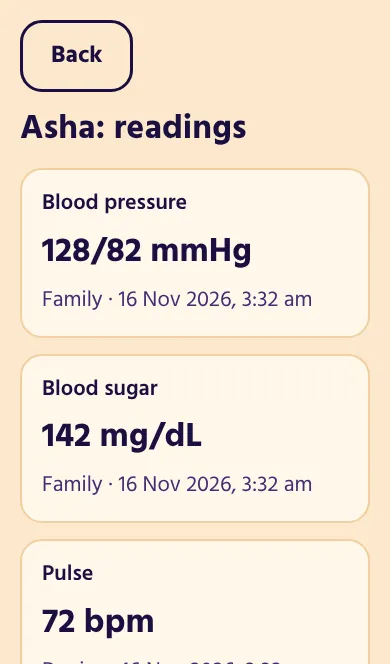 Back
Asha: readings
Blood pressure
128/82 mmHg
Family · 16 Nov 2026, 3:32 am
Blood sugar
142 mg/dL
Family · 16 Nov 2026, 3:32 am
Pulse
72 bpm